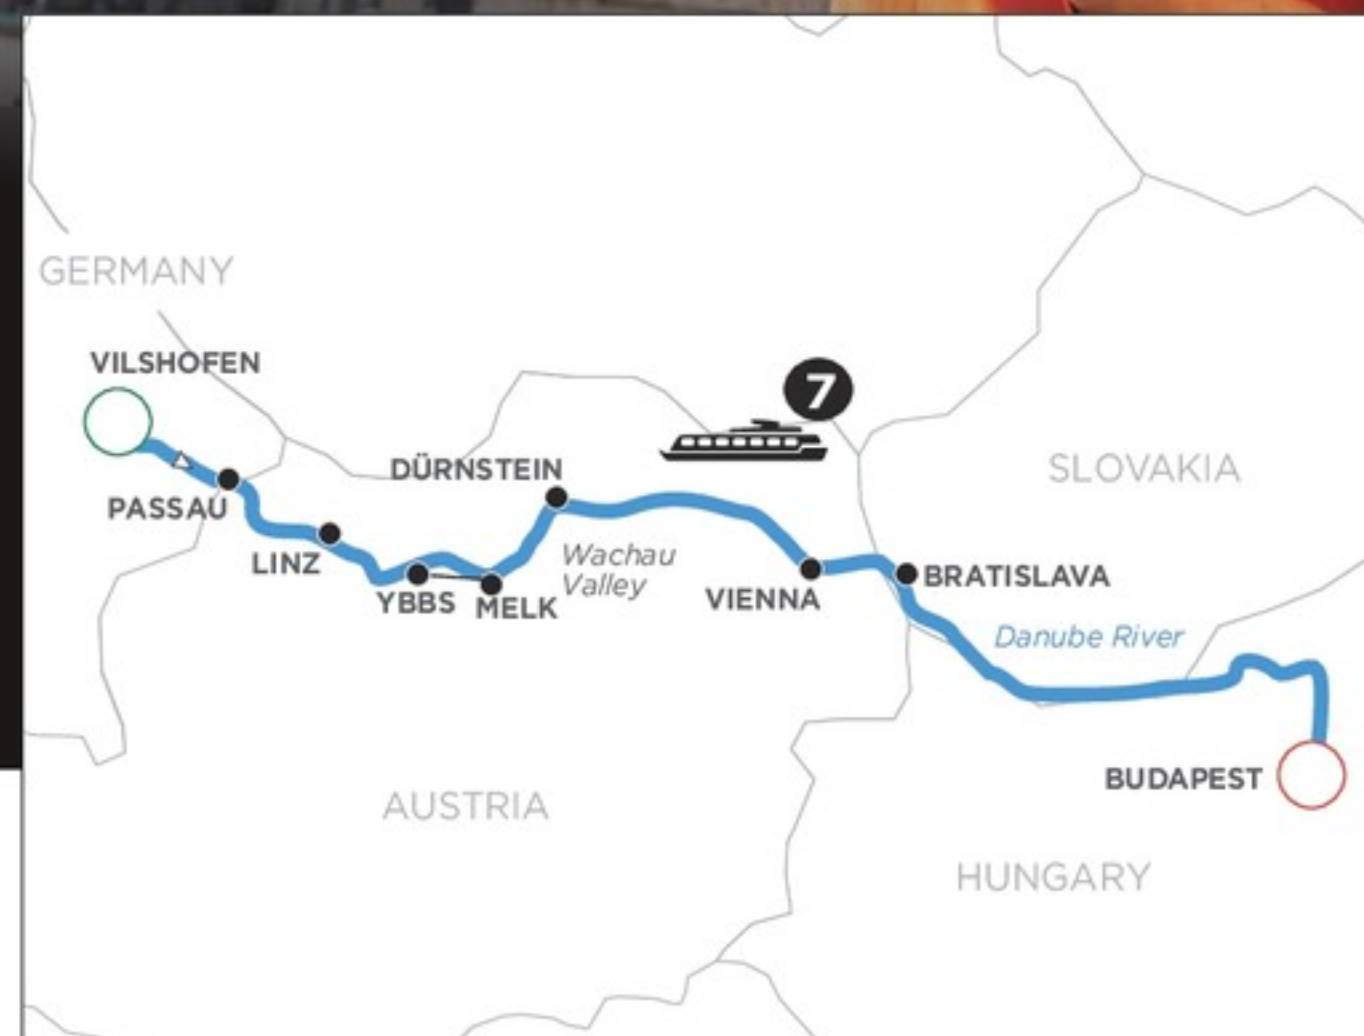 GERMANY
VILSHOFEN
7
DÜRNSTEIN
SLOVAKIA
PASSAU
LINZ
Wachau
Valley
YBBS
MELK
VIENNA
BRATISLAVA
Danube River
BUDAPEST
AUSTRIA
HUNGARY